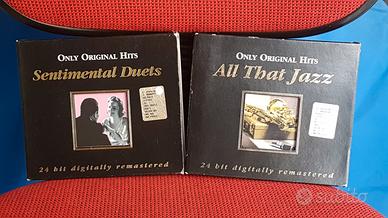 Only Original Hits
Sentimental Duets
24 bit digitally remastered
Only Original Hits
All That Jazz
24 bit digitally remastered
subito